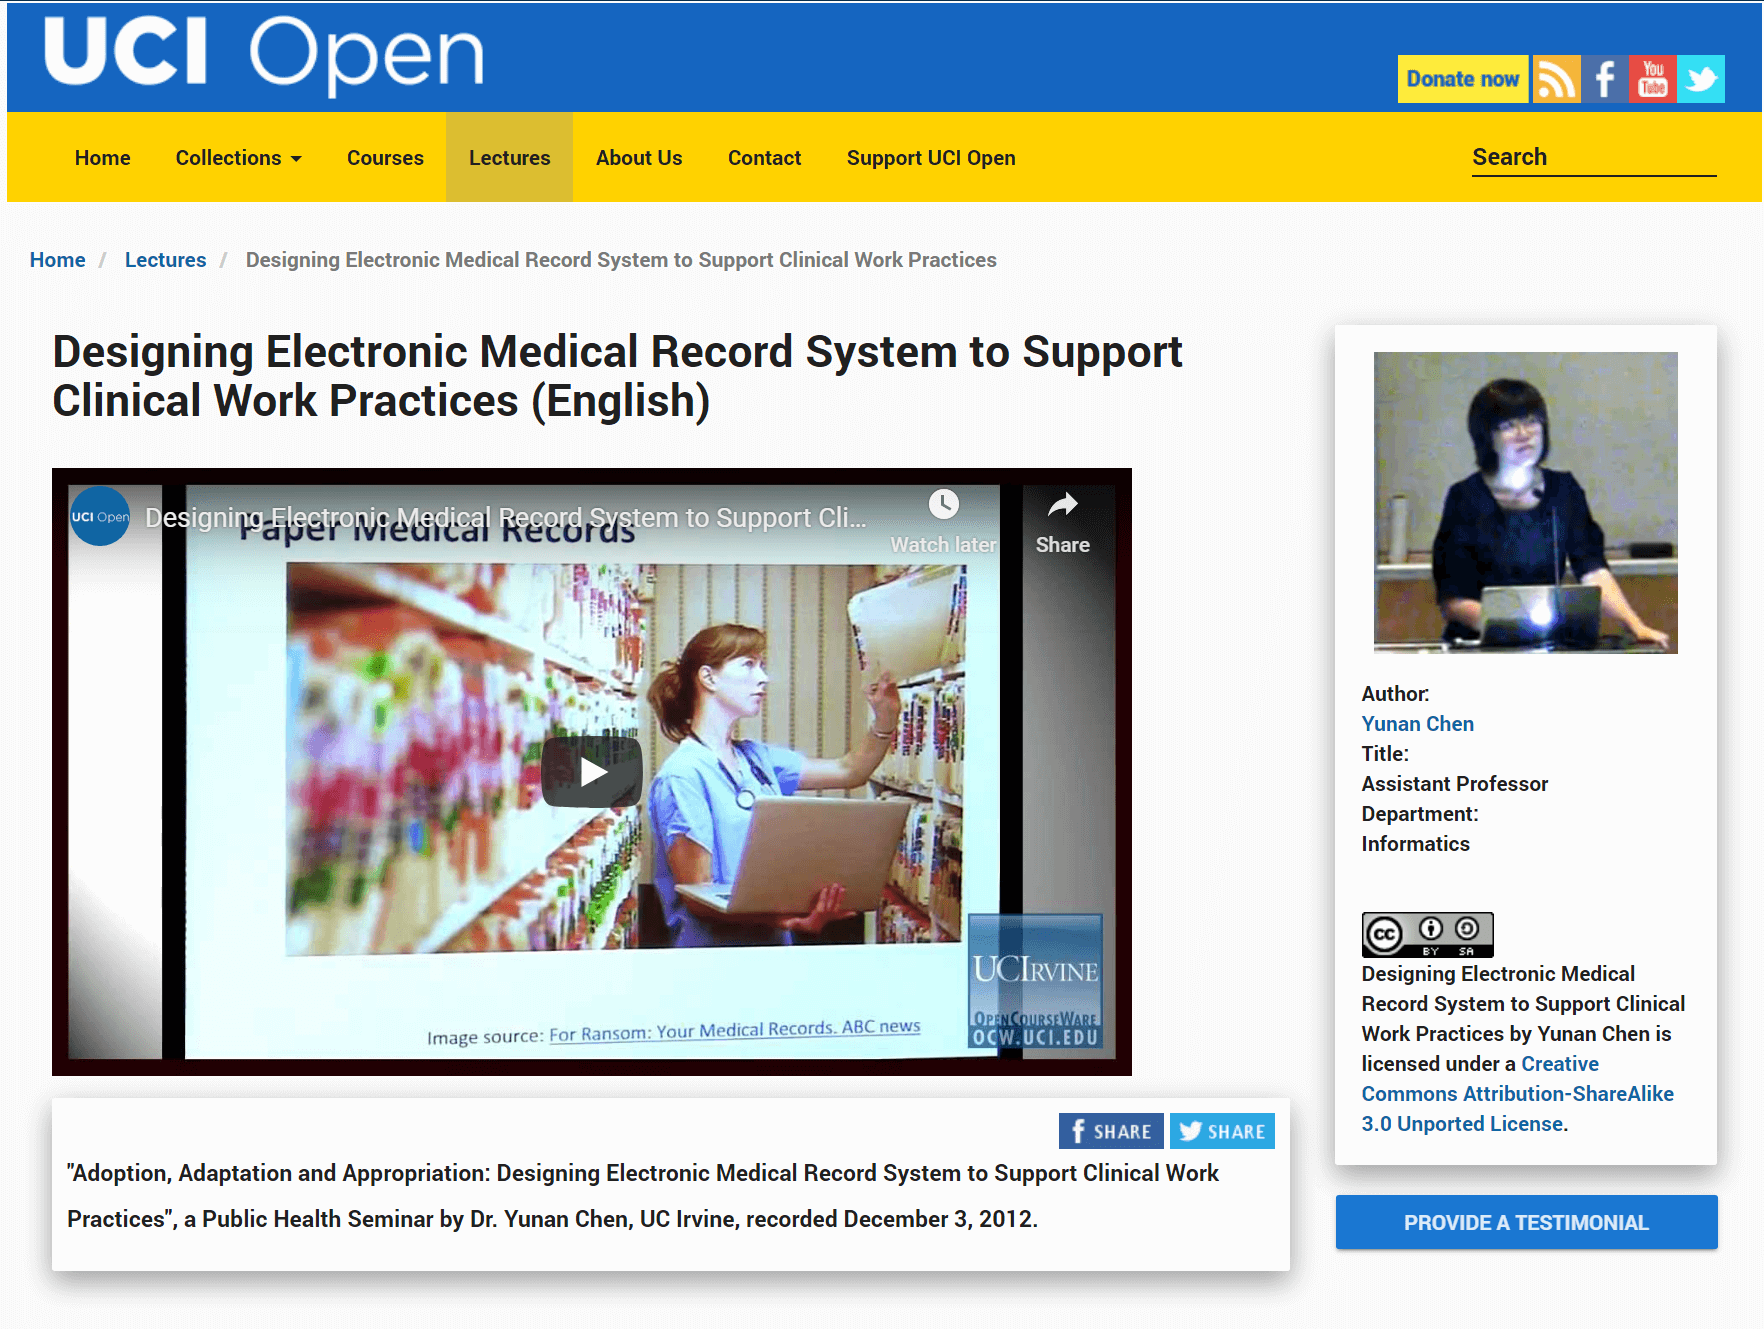 UCI Open
Donate now
You
Tube
Home
Collections
Courses
Lectures
About Us
Contact
Support UCI Open
Search
Home / Lectures / Designing Electronic Medical Record System to Support Clinical Work Practices
Designing Electronic Medical Record System to Support
Clinical Work Practices (English)
UCI Open
Designing Electronic Medical Record System to Support Cli...
Watch later
Share
Paper Medical Records
Image source: For Ransom: Your Medical Records. ABC news
UCIRVINE
OPENCOURSEWARE
OCW.UCI.EDU
SHARE
SHARE
"Adoption, Adaptation and Appropriation: Designing Electronic Medical Record System to Support Clinical Work
Practices", a Public Health Seminar by Dr. Yunan Chen, UC Irvine, recorded December 3, 2012.
Author:
Yunan Chen
Title:
Assistant Professor
Department:
Informatics
cc
BY SA
Designing Electronic Medical
Record System to Support Clinical
Work Practices by Yunan Chen is
licensed under a Creative
Commons Attribution-ShareAlike
3.0 Unported License.
PROVIDE A TESTIMONIAL